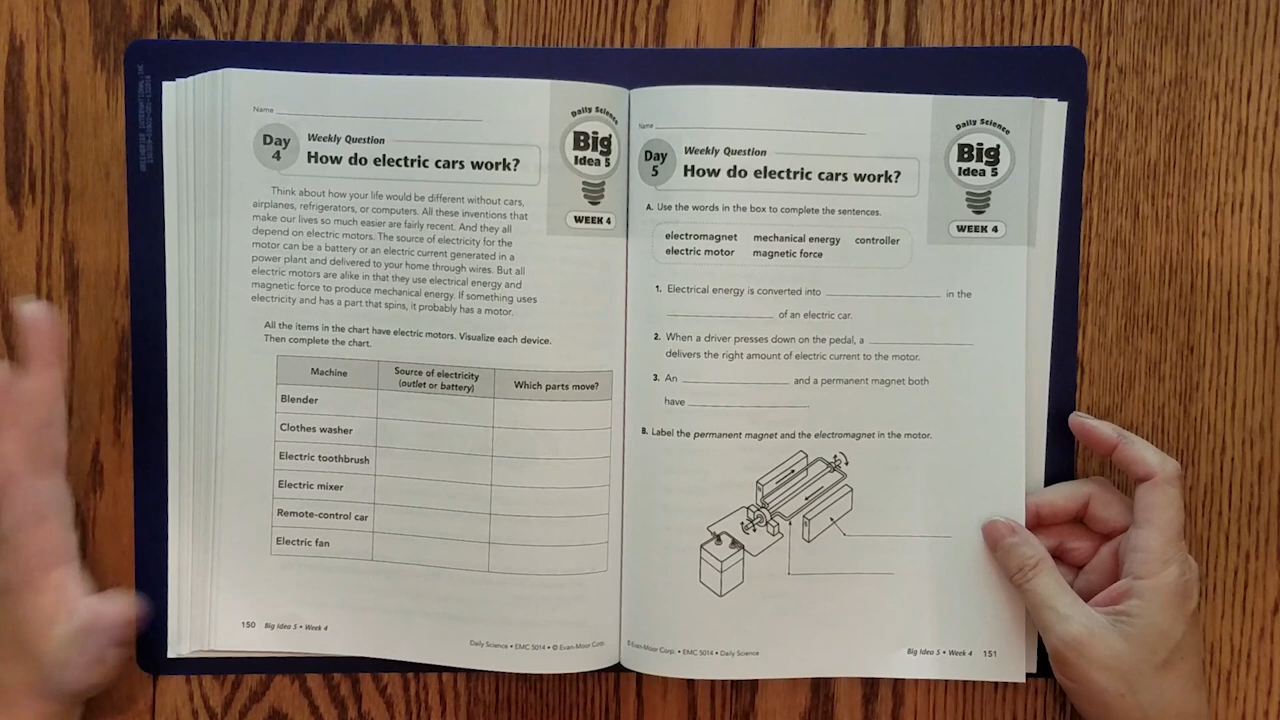 Name
Day
4
Weekly Question
How do electric cars work?
Daily Science
Big
Idea 5
WEEK 4
Think about how your life would be different without cars,
airplanes, refrigerators, or computers. All these inventions that
make our lives so much easier are fairly recent. And they all
depend on electric motors. The source of electricity for the
motor can be a battery or an electric current generated in a
power plant and delivered to your home through wires. But all
electric motors are alike in that they use electrical energy and
magnetic force to produce mechanical energy. If something uses
electricity and has a part that spins, it probably has a motor.
All the items in the chart have electric motors. Visualize each device.
Then complete the chart.
Machine
Source of electricity
(outlet or battery)
Which parts move?
Blender
Clothes washer
Electric toothbrush
Electric mixer
Remote-control car
Electric fan
150 Big Idea 5 • Week 4
Daily Science • EMC 5014 • © Evan-Moor Corp.
Name
Day
5
Weekly Question
How do electric cars work?
Daily Science
Big
Idea 5
WEEK 4
A. Use the words in the box to complete the sentences.
electromagnet mechanical energy controller
electric motor magnetic force
1. Electrical energy is converted into in the
of an electric car.
2. When a driver presses down on the pedal, a
delivers the right amount of electric current to the motor.
3. An and a permanent magnet both
have .
B. Label the permanent magnet and the electromagnet in the motor.
© Evan-Moor Corp. • EMC 5014 • Daily Science
Big Idea 5 • Week 4 151